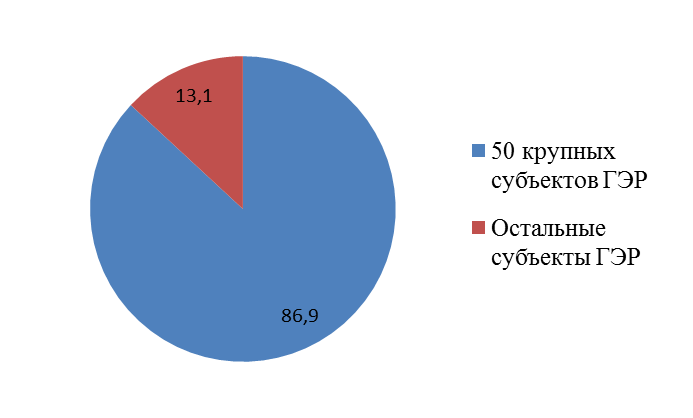 13,1
50 крупных
субъектов ГЭР
Остальные
субъекты ГЭР
86,9